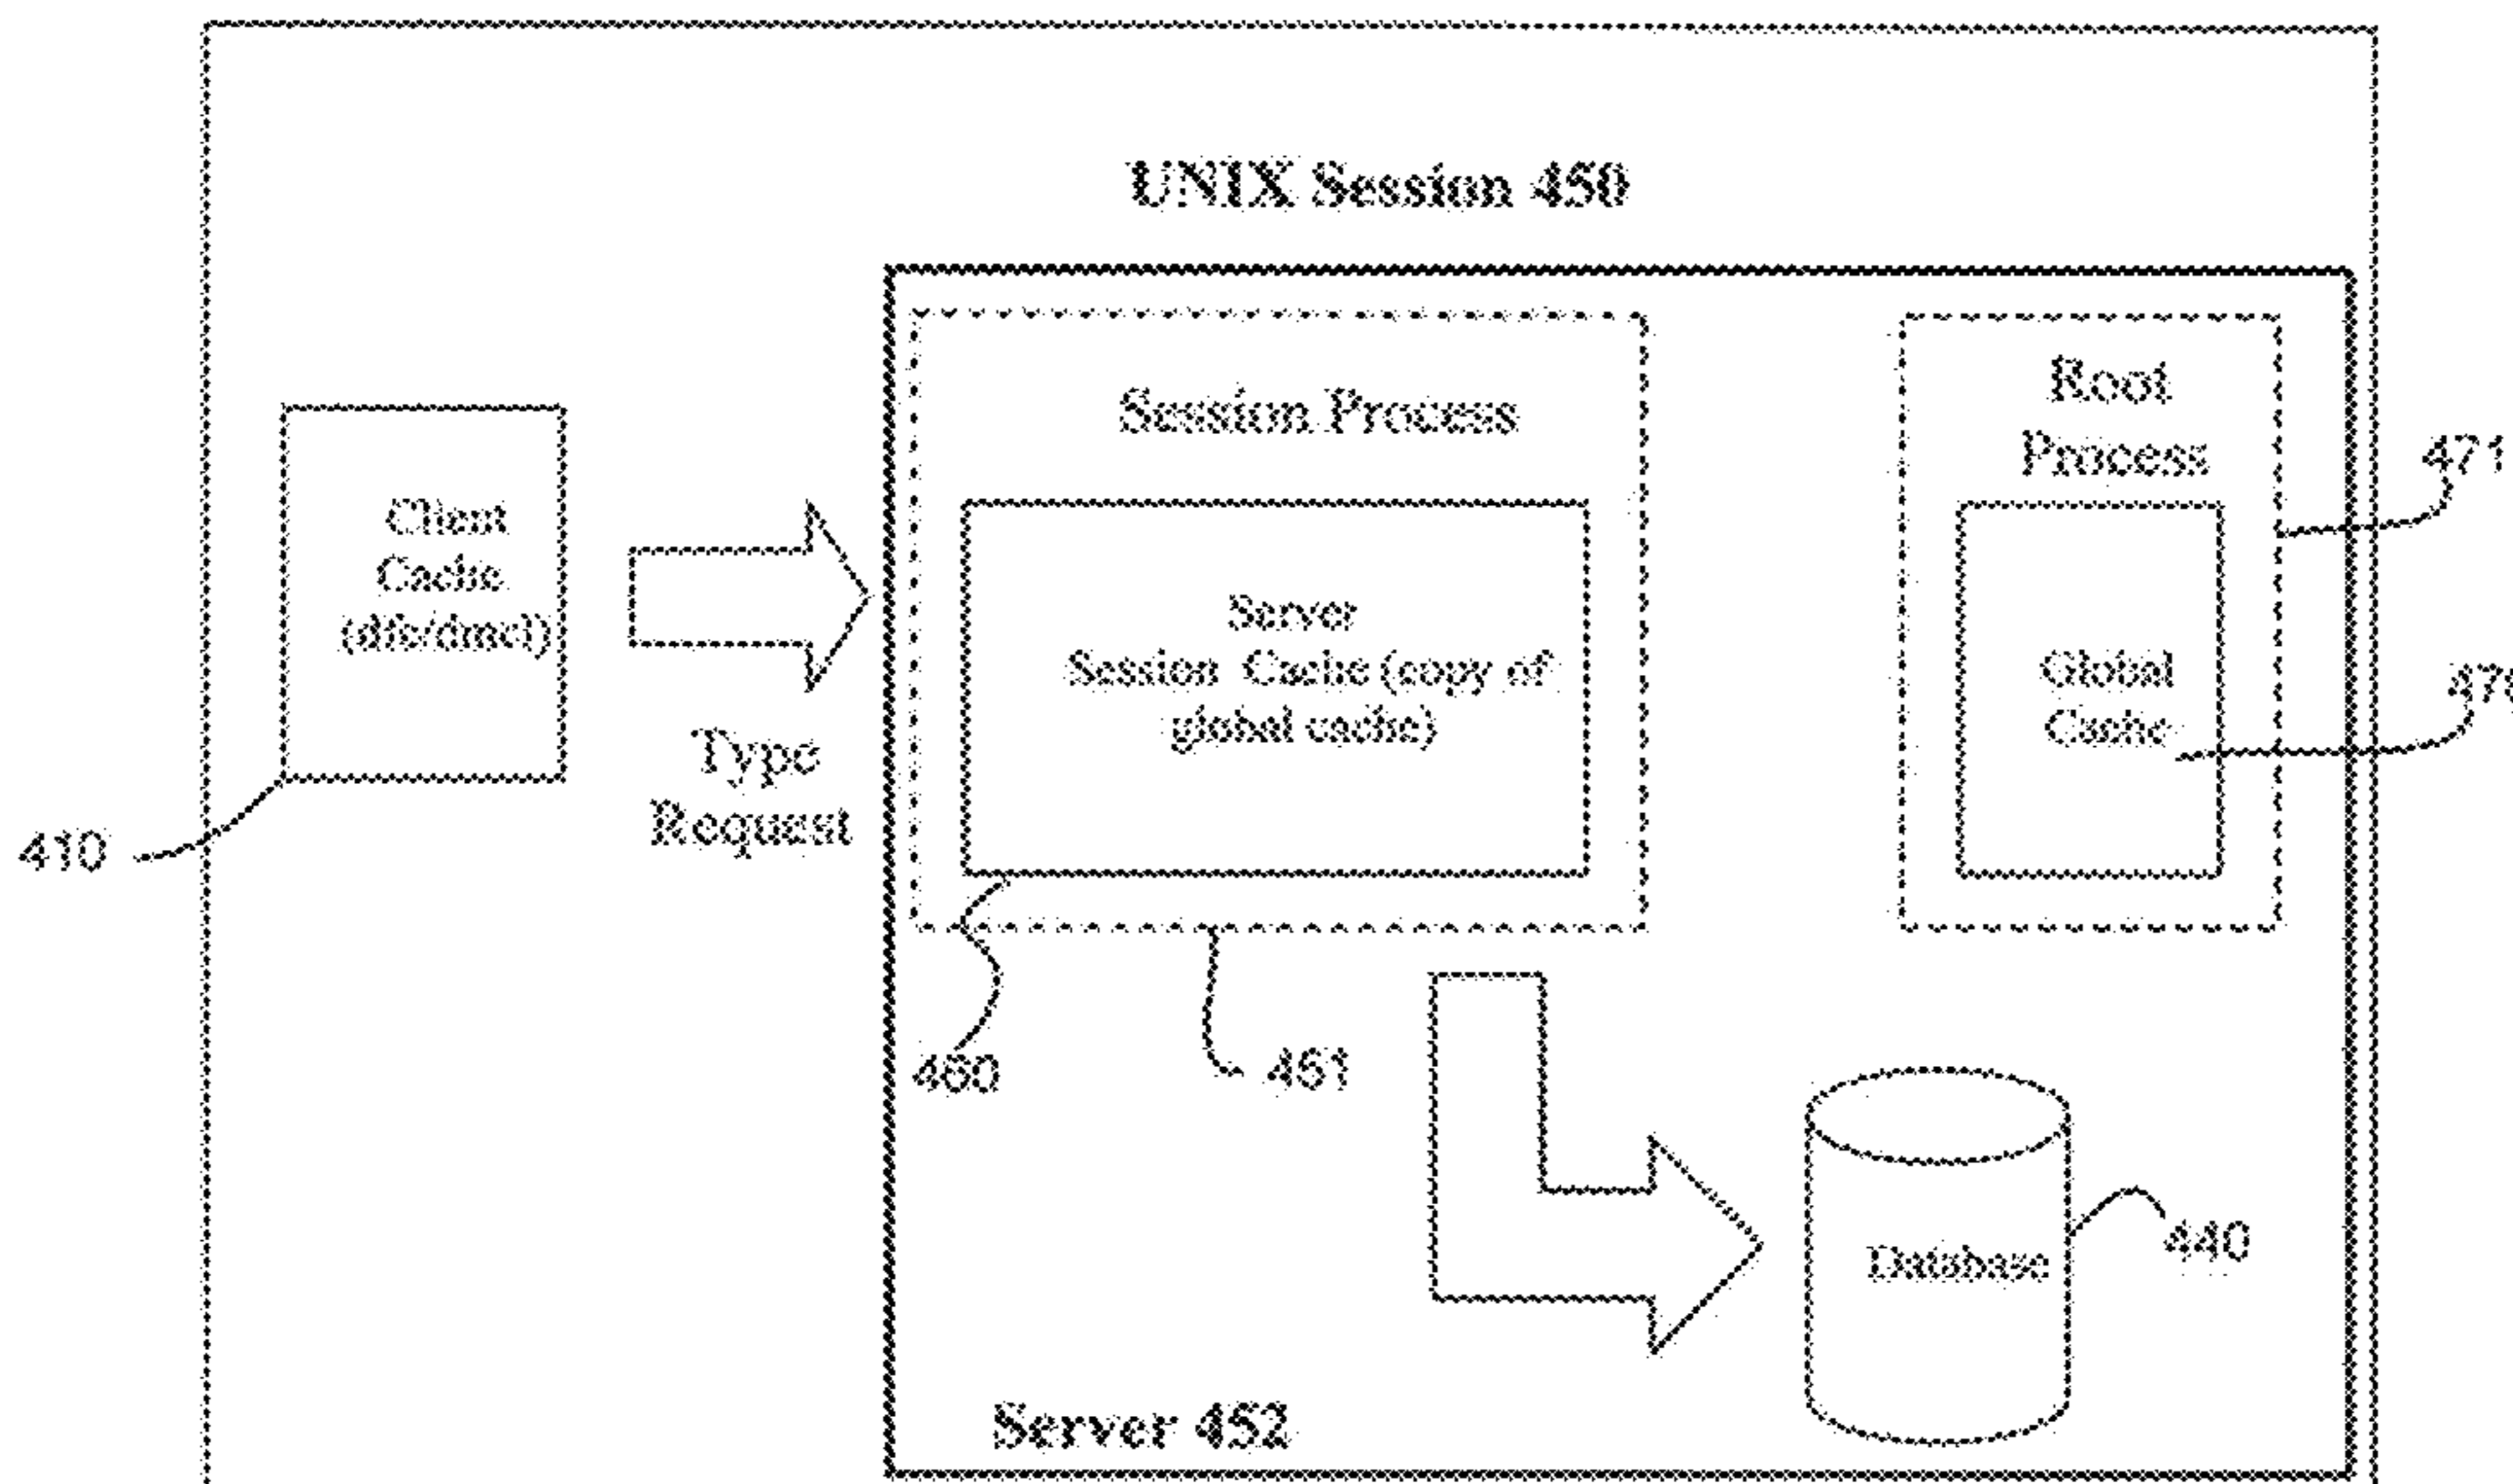 UNIX Session 450
Session Process
Root
Process
471
Client
Cache
(dfc/dmcl)
Server
Session Cache (copy of
global cache)
Global
Cache
Type
Request
410
460
461
440
Database
Server 452